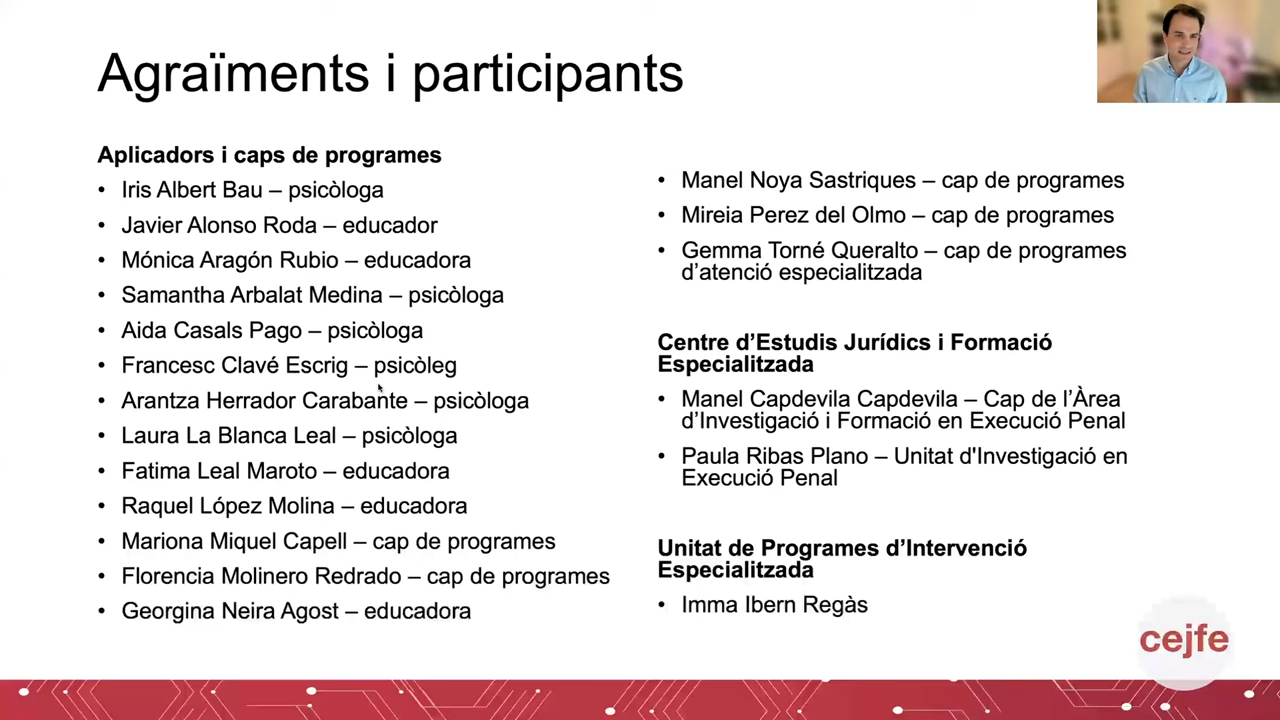 Agraïments i participants
Aplicadors i caps de programes
• Iris Albert Bau – psicòloga
• Javier Alonso Roda – educador
• Mónica Aragón Rubio – educadora
• Samantha Arbalat Medina – psicòloga
• Aida Casals Pago – psicòloga
• Francesc Clavé Escrig – psicòleg
• Arantza Herrador Carabante – psicòloga
• Laura La Blanca Leal – psicòloga
• Fatima Leal Maroto – educadora
• Raquel López Molina – educadora
• Mariona Miquel Capell – cap de programes
• Florencia Molinero Redrado – cap de programes
• Georgina Neira Agost – educadora
• Manel Noya Sastriques – cap de programes
• Mireia Perez del Olmo – cap de programes
• Gemma Torné Queralto – cap de programes
d’atenció especialitzada
Centre d’Estudis Jurídics i Formació
Especialitzada
• Manel Capdevila Capdevila – Cap de l’Àrea
d’Investigació i Formació en Execució Penal
• Paula Ribas Plano – Unitat d'Investigació en
Execució Penal
Unitat de Programes d’Intervenció
Especialitzada
• Imma Ibern Regàs
cejfe